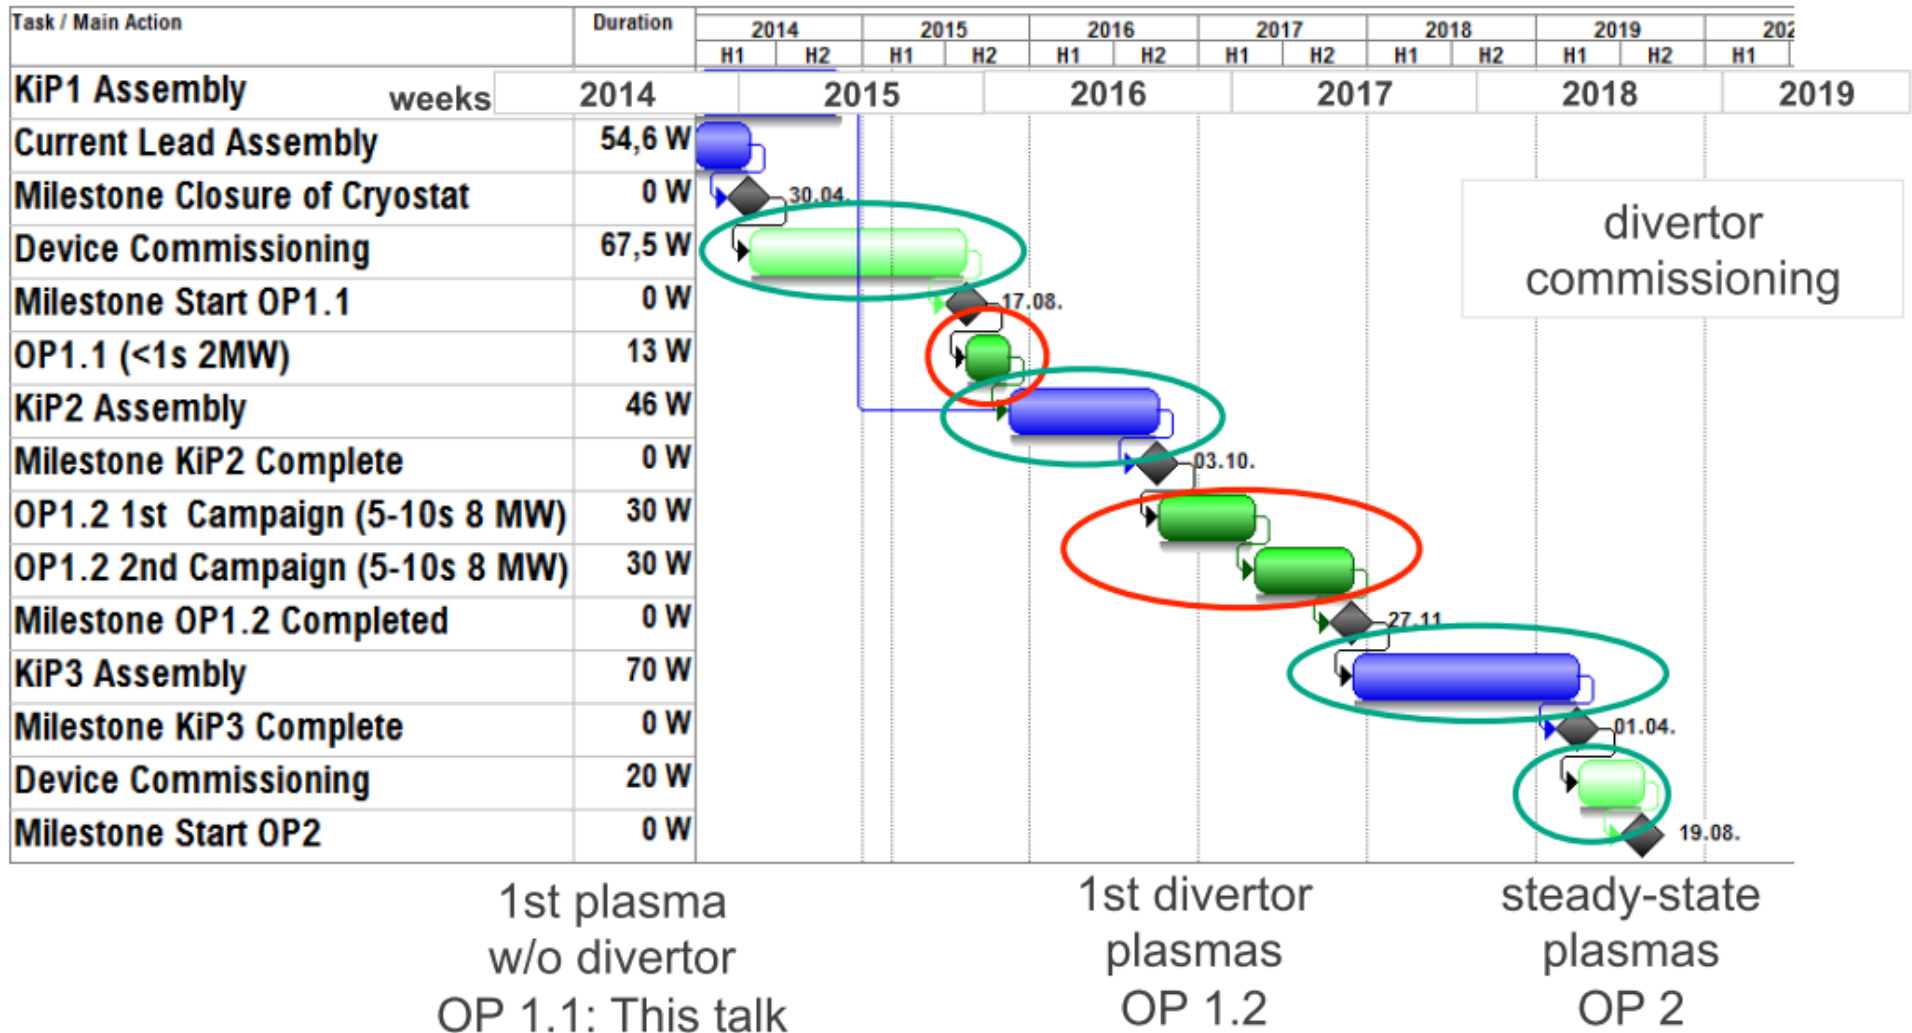 Task / Main Action Duration 2014 2015 2016 2017 2018 2019 202
H1 H2 H1 H2 H1 H2 H1 H2 H1 H2 H1 H2 H1
KiP1 Assembly weeks 2014 2015 2016 2017 2018 2019
Current Lead Assembly 54,6 W
Milestone Closure of Cryostat 0 W 30.04.
Device Commissioning 67,5 W
Milestone Start OP1.1 0 W 17.08.
OP1.1 (<1s 2MW) 13 W
KiP2 Assembly 46 W
Milestone KiP2 Complete 0 W 03.10.
OP1.2 1st Campaign (5-10s 8 MW) 30 W
OP1.2 2nd Campaign (5-10s 8 MW) 30 W
Milestone OP1.2 Completed 0 W 27.11
KiP3 Assembly 70 W
Milestone KiP3 Complete 0 W 01.04.
Device Commissioning 20 W
Milestone Start OP2 0 W 19.08.
divertor
commissioning
1st plasma
w/o divertor
OP 1.1: This talk
1st divertor
plasmas
OP 1.2
steady-state
plasmas
OP 2